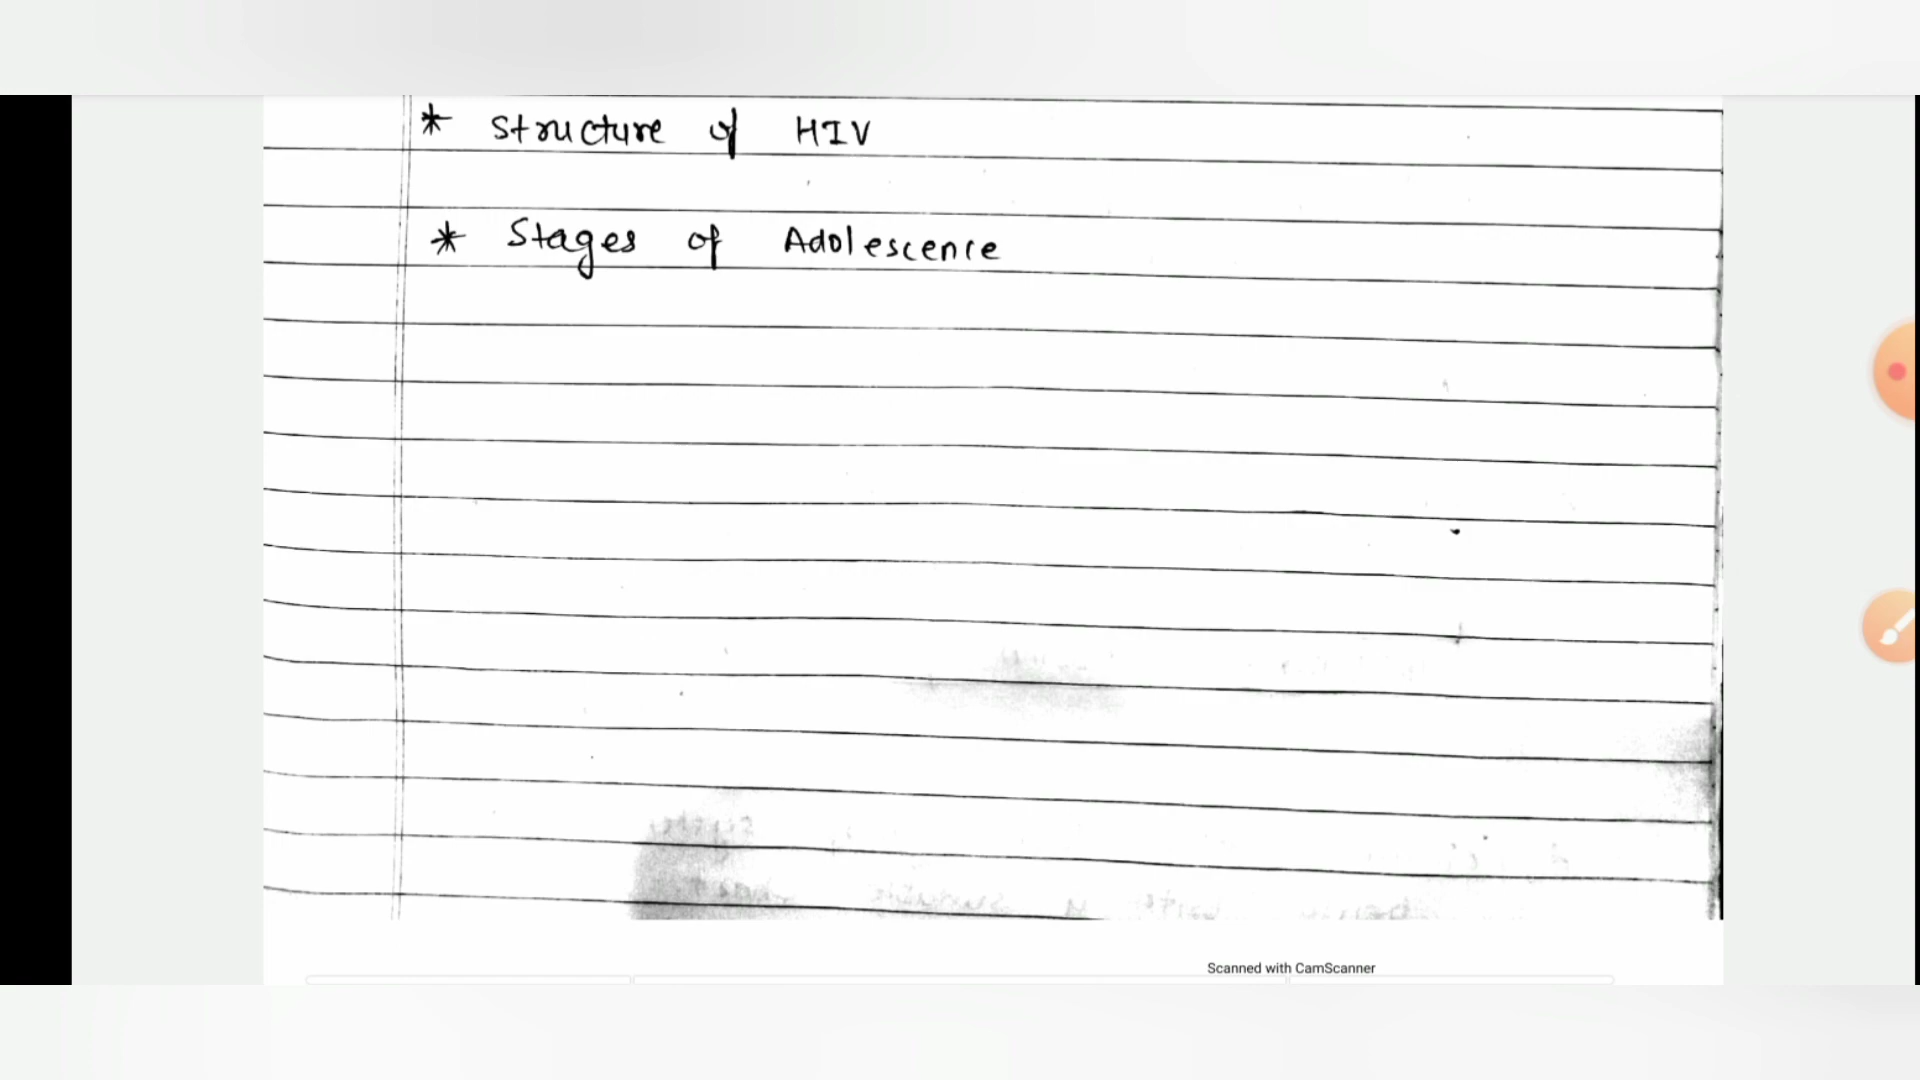 * Structure of HIV
* Stages of Adolescence
Scanned with CamScanner